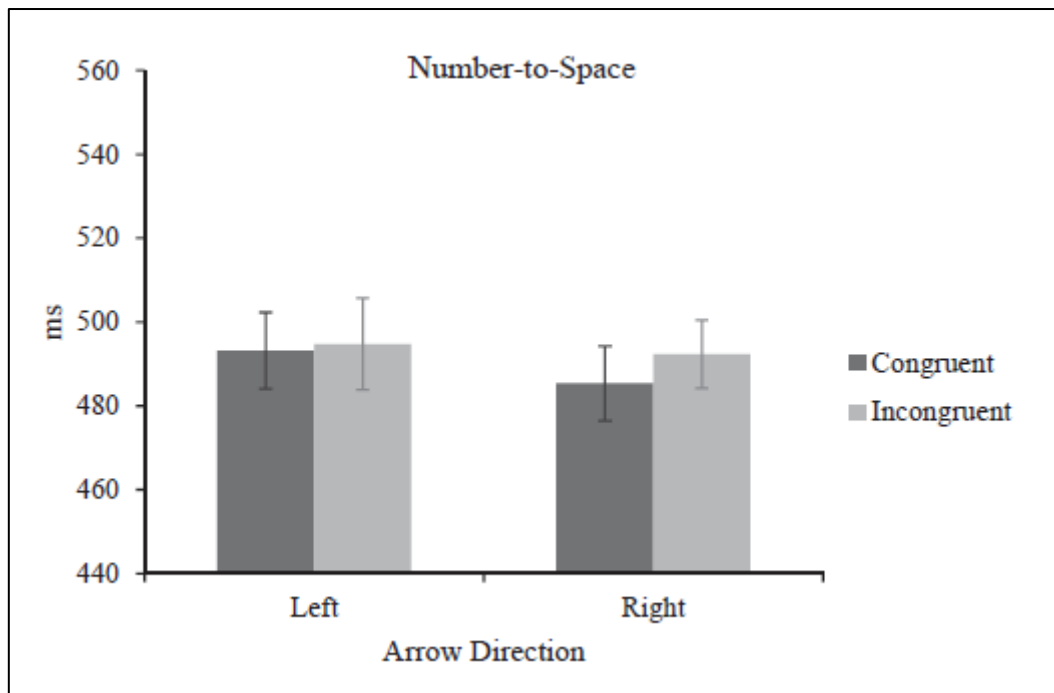 Number-to-Space
560
540
520
500
480
460
440
ms
Left
Right
Arrow Direction
Congruent
Incongruent